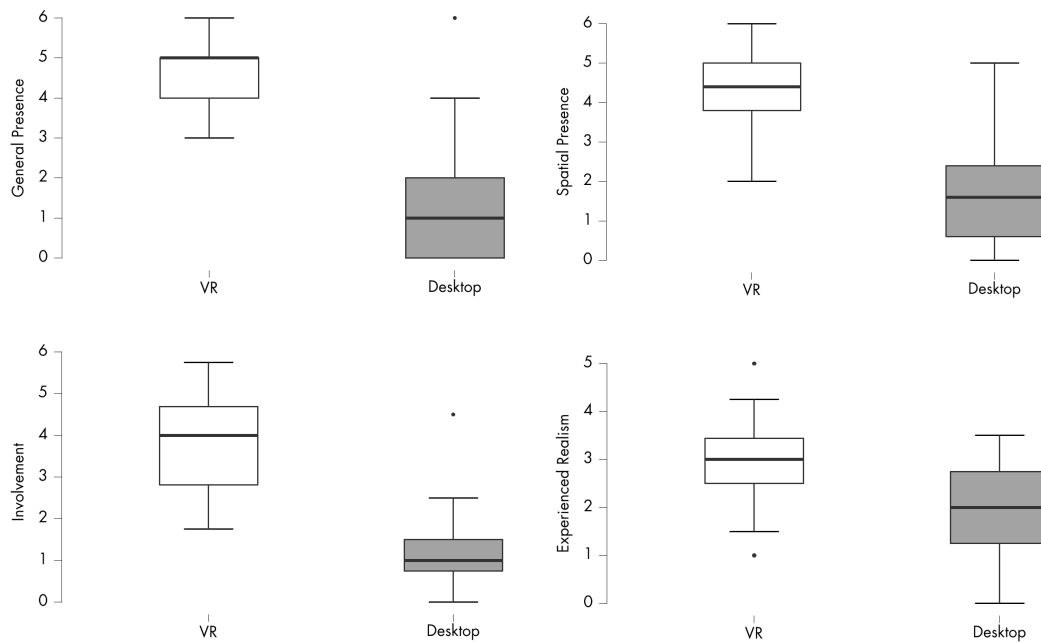 General Presence
6
5
4
3
2
1
0
VR
Desktop
Spatial Presence
6
5
4
3
2
1
0
VR
Desktop
Involvement
6
5
4
3
2
1
0
VR
Desktop
Experienced Realism
5
4
3
2
1
0
VR
Desktop